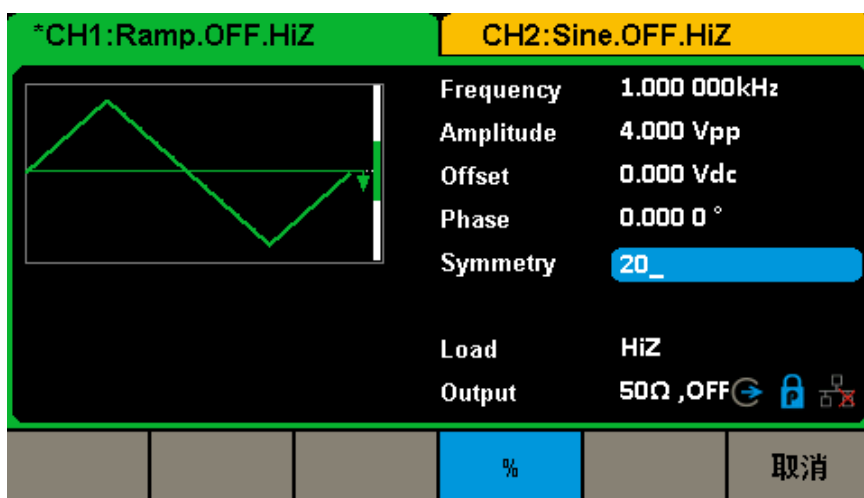 *CH1:Ramp.OFF.HiZ CH2:Sine.OFF.HiZ
Frequency 1.000 000kHz
Amplitude 4.000 Vpp
Offset 0.000 Vdc
Phase 0.000 0 °
Symmetry 20_
Load HiZ
Output 50Ω ,OFF
P
% 取消